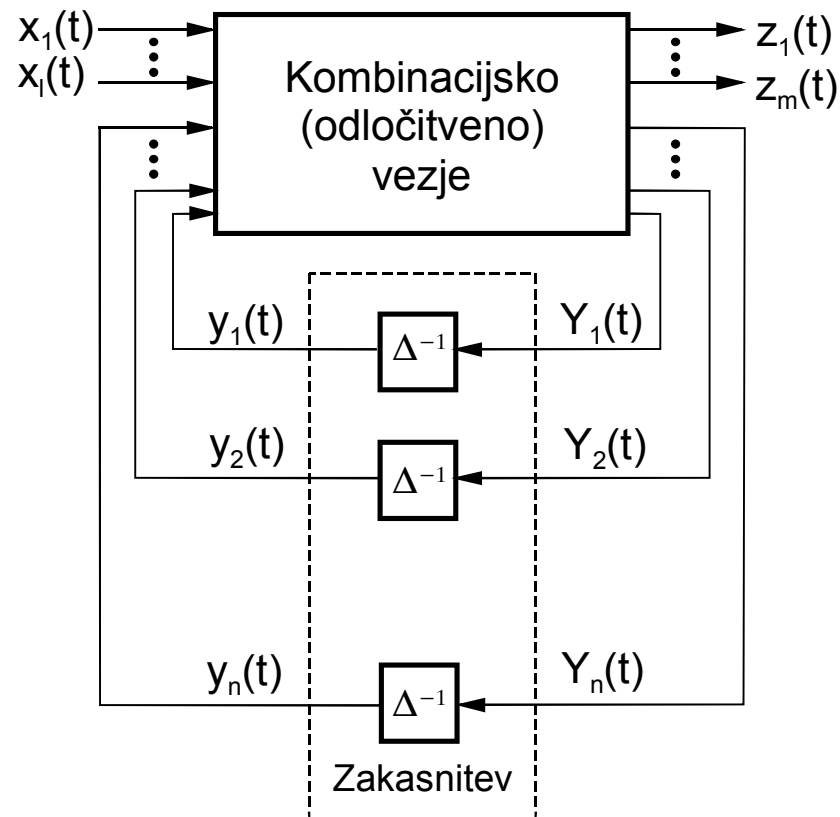 x₁(t)
z₁(t)
xₗ(t)
zₘ(t)
Kombinacijsko
(odločitveno)
vezje
y₁(t)
Δ⁻¹
Y₁(t)
y₂(t)
Δ⁻¹
Y₂(t)
yₙ(t)
Δ⁻¹
Yₙ(t)
Zakasnitev